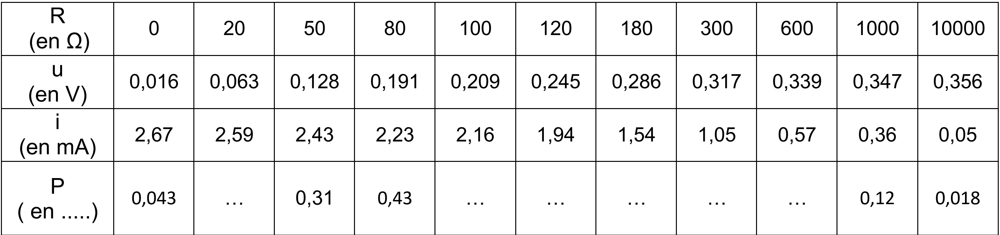 R
(en Ω) 0 20 50 80 100 120 180 300 600 1000 10000
u
(en V) 0,016 0,063 0,128 0,191 0,209 0,245 0,286 0,317 0,339 0,347 0,356
i
(en mA) 2,67 2,59 2,43 2,23 2,16 1,94 1,54 1,05 0,57 0,36 0,05
P
( en .....) 0,043 ... 0,31 0,43 ... ... ... ... ... 0,12 0,018